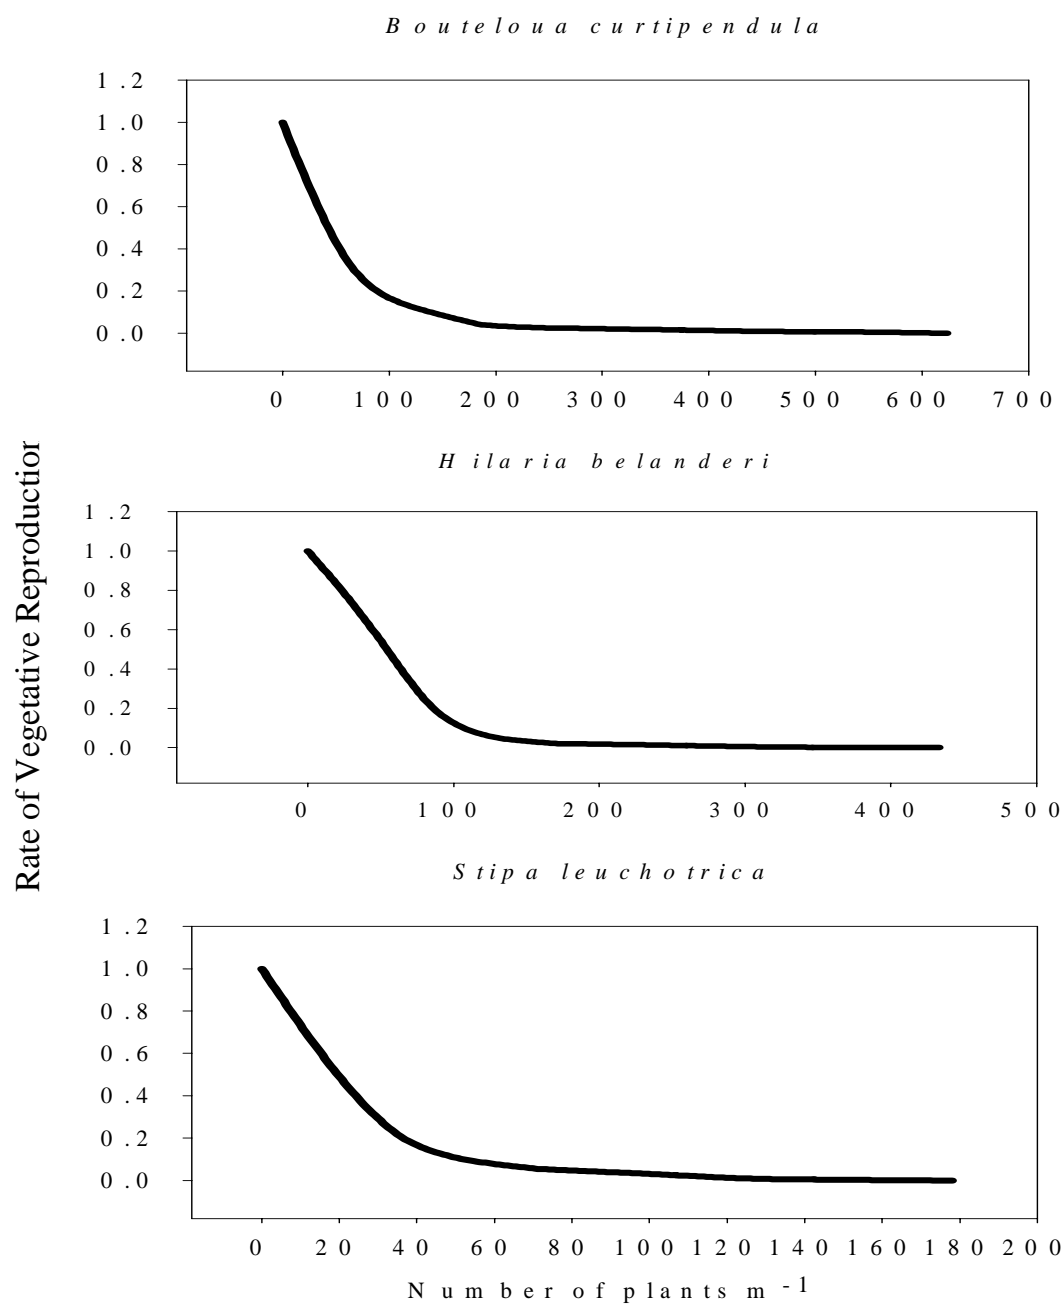 Bouteloua curtipendula
1.2
1.0
0.8
0.6
0.4
0.2
0.0
0 100 200 300 400 500 600 700
Hilaria belanderi
1.2
1.0
0.8
0.6
0.4
0.2
0.0
0 100 200 300 400 500
Rate of Vegetative Reproduction
Stipa leuchotrica
1.2
1.0
0.8
0.6
0.4
0.2
0.0
0 20 40 60 80 100 120 140 160 180 200
Number of plants m-1